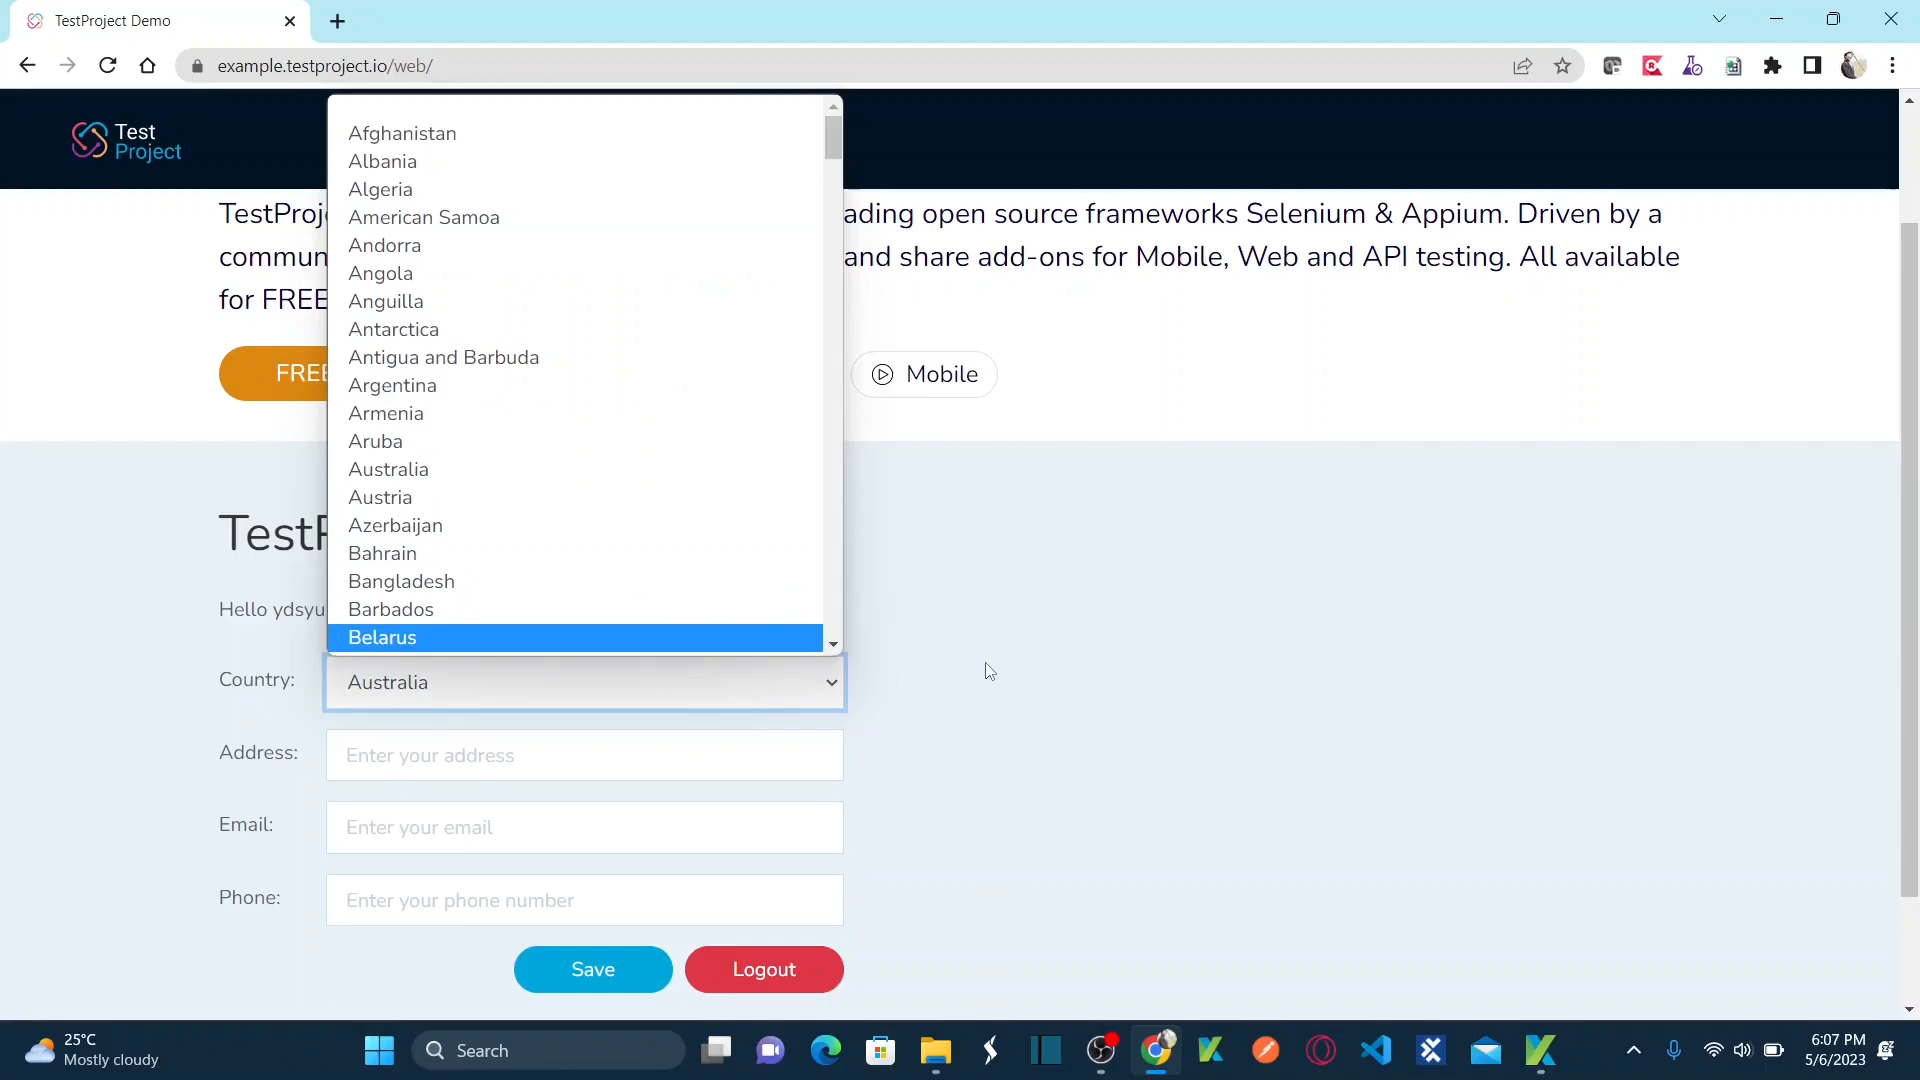 TestProject Demo
example.testproject.io/web/
Test
Project
Afghanistan
Albania
Algeria
American Samoa
Andorra
Angola
Anguilla
Antarctica
Antigua and Barbuda
Argentina
Armenia
Aruba
Australia
Austria
Azerbaijan
Bahrain
Bangladesh
Barbados
Belarus
TestProj ading open source frameworks Selenium & Appium. Driven by a
commun and share add-ons for Mobile, Web and API testing. All available
for FREE
FREE Mobile
TestP
Hello ydsyu
Country: Australia
Address: Enter your address
Email: Enter your email
Phone: Enter your phone number
Save Logout
25°C
Mostly cloudy
Search
6:07 PM
5/6/2023